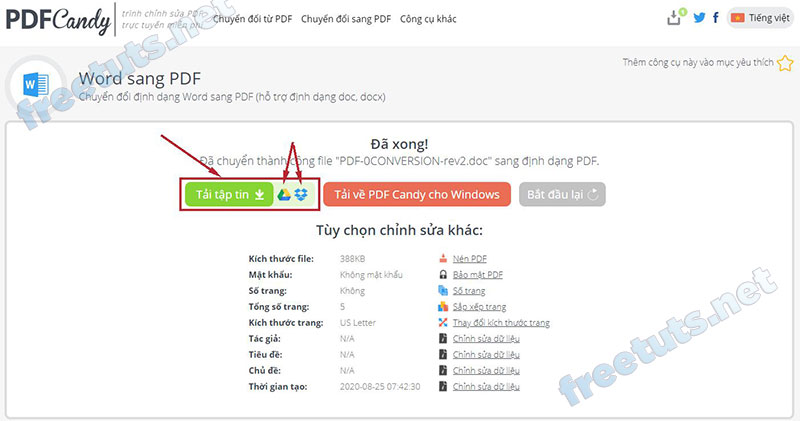 PDFCandy
trình chỉnh sửa PDF
trực tuyến miễn phí
Chuyển đổi từ PDF Chuyển đổi sang PDF Công cụ khác
Tiếng việt
Word sang PDF
Chuyển đổi định dạng Word sang PDF (hỗ trợ định dạng doc, docx)
Thêm công cụ này vào mục yêu thích
freetuts.net
Đã xong!
Đã chuyển thành công file "PDF-0CONVERSION-rev2.doc" sang định dạng PDF.
Tải tập tin
Tải về PDF Candy cho Windows
Bắt đầu lại
Tùy chọn chỉnh sửa khác:
Kích thước file: 388KB Nén PDF
Mật khẩu: Không mật khẩu Bảo mật PDF
Số trang: Không Số trang
Tổng số trang: 5 Sắp xếp trang
Kích thước trang: US Letter Thay đổi kích thước trang
Tác giả: N/A Chỉnh sửa dữ liệu
Tiêu đề: N/A Chỉnh sửa dữ liệu
Chủ đề: N/A Chỉnh sửa dữ liệu
Thời gian tạo: 2020-08-25 07:42:30 Chỉnh sửa dữ liệu
freetuts.net